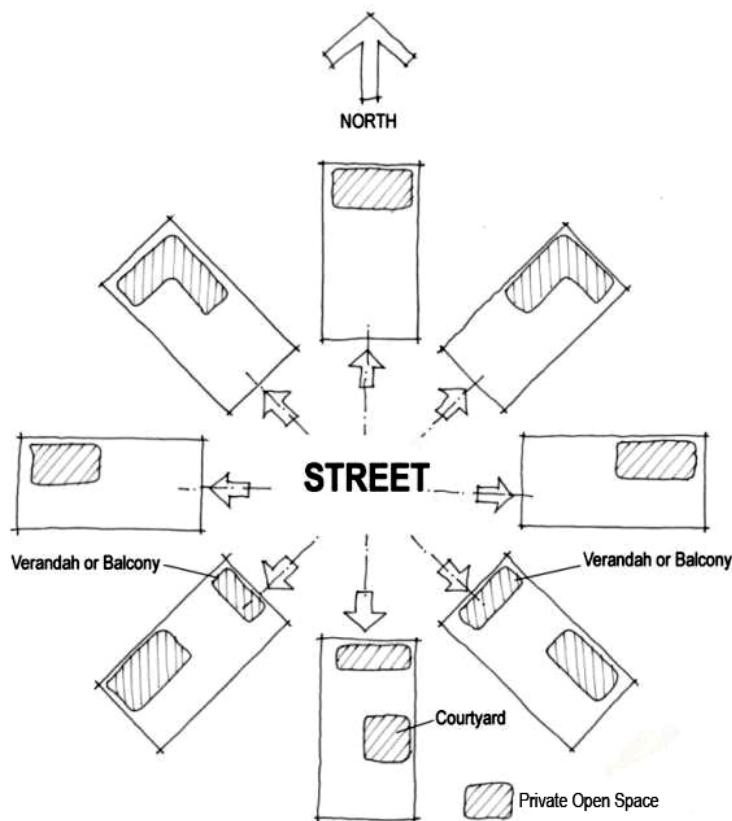 NORTH
STREET
Verandah or Balcony
Verandah or Balcony
Courtyard
Private Open Space